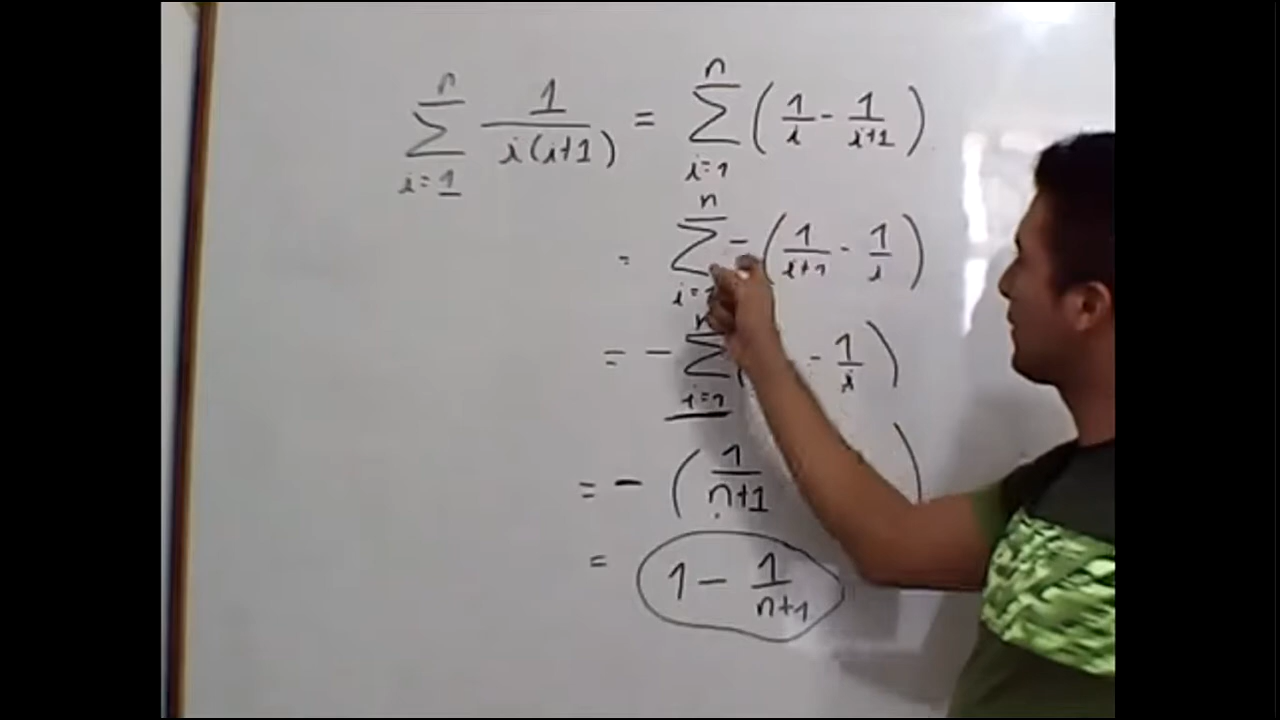 n n
∑ 1/i(i+1) = ∑ (1/i - 1/i+1)
i=1 i=1
n
= ∑ - (1/i+1 - 1/i)
i=1
n
= - ∑ ( - 1/i)
i=1
= - (1/n+1 )
= 1 - 1/n+1